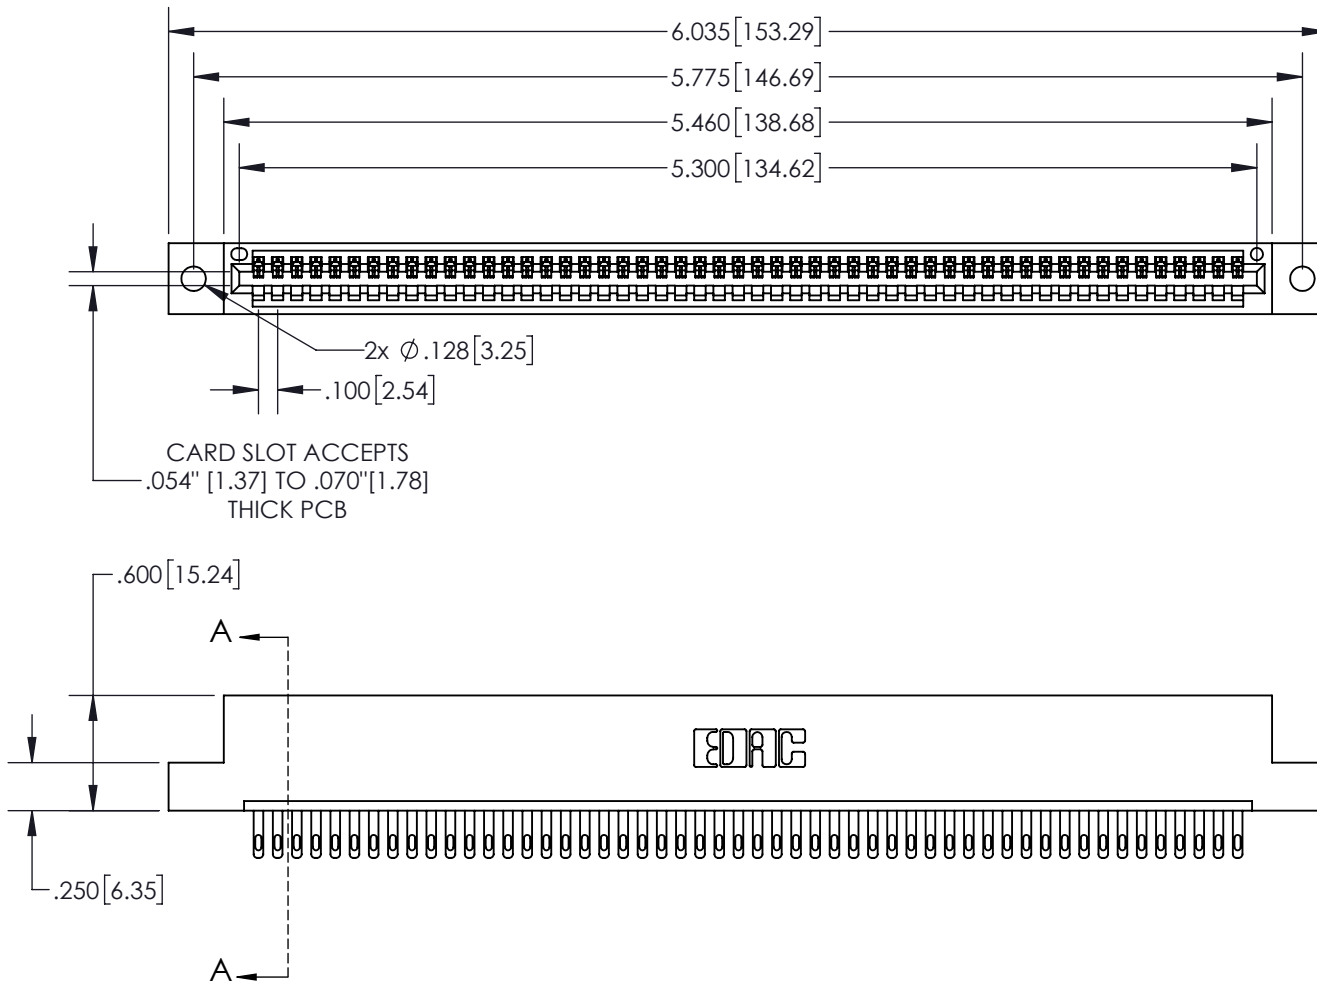 6.035[153.29]
5.775[146.69]
5.460[138.68]
5.300[134.62]
2x Ø.128[3.25]
.100[2.54]
CARD SLOT ACCEPTS
.054" [1.37] TO .070"[1.78]
THICK PCB
.600[15.24]
A
EDAC
.250[6.35]
A